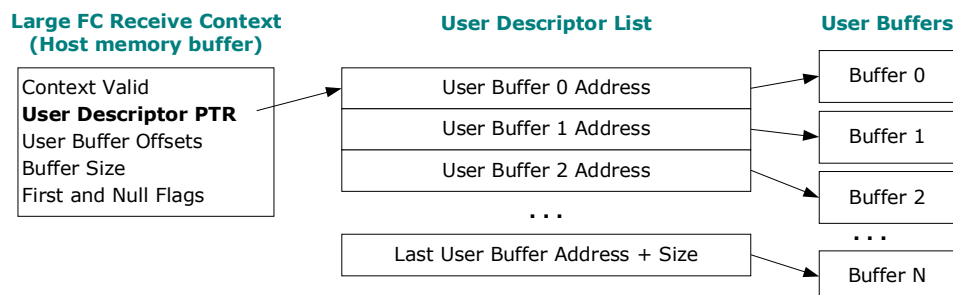 Large FC Receive Context
(Host memory buffer)
Context Valid
User Descriptor PTR
User Buffer Offsets
Buffer Size
First and Null Flags
User Descriptor List
User Buffer 0 Address
User Buffer 1 Address
User Buffer 2 Address
. . .
Last User Buffer Address + Size
User Buffers
Buffer 0
Buffer 1
Buffer 2
. . .
Buffer N